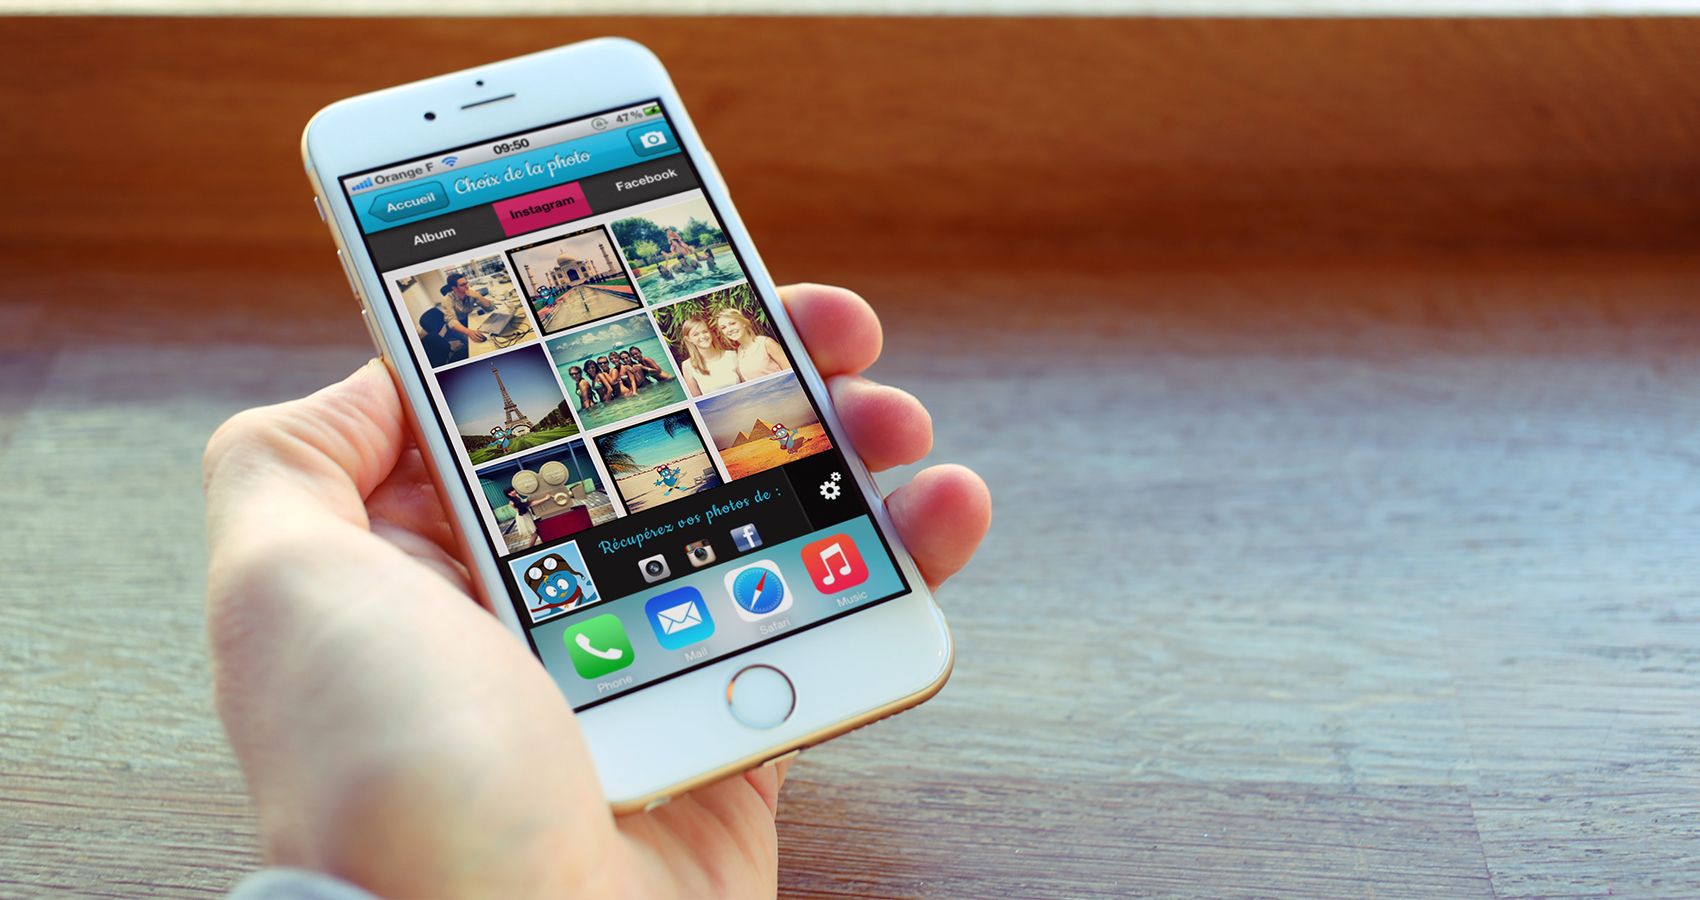 Orange F 09:50 47%
Accueil Choix de la photo
Album Instagram Facebook
Récupérez vos photos de :
Phone Mail Safari Music